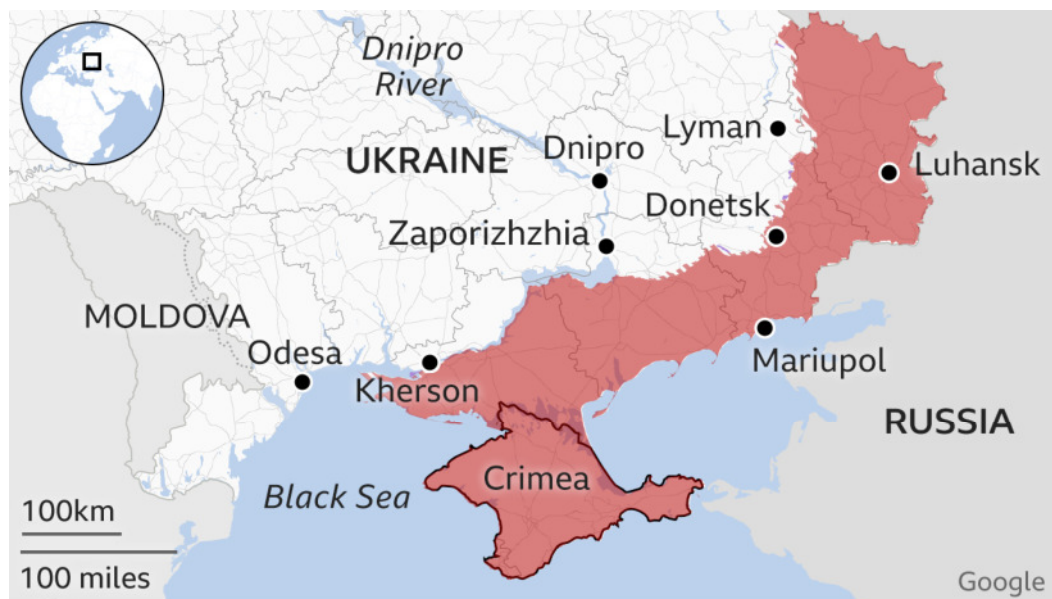 Dnipro
River
Lyman
UKRAINE
Dnipro
Luhansk
Donetsk
Zaporizhzhia
MOLDOVA
Odesa
Kherson
Mariupol
RUSSIA
Crimea
Black Sea
100km
100 miles
Google